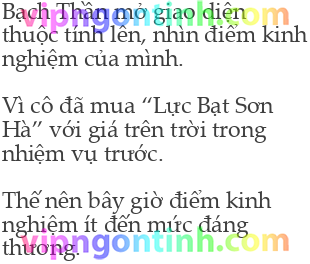 Bạch Thần mở giao diện
thuộc tính lên, nhìn điểm kinh
nghiệm của mình.
Vì cô đã mua “Lực Bạt Sơn
Hà” với giá trên trời trong
nhiệm vụ trước.
Thế nên bây giờ điểm kinh
nghiệm ít đến mức đáng
thương.
vipngontinh.com
vipngontinh.com